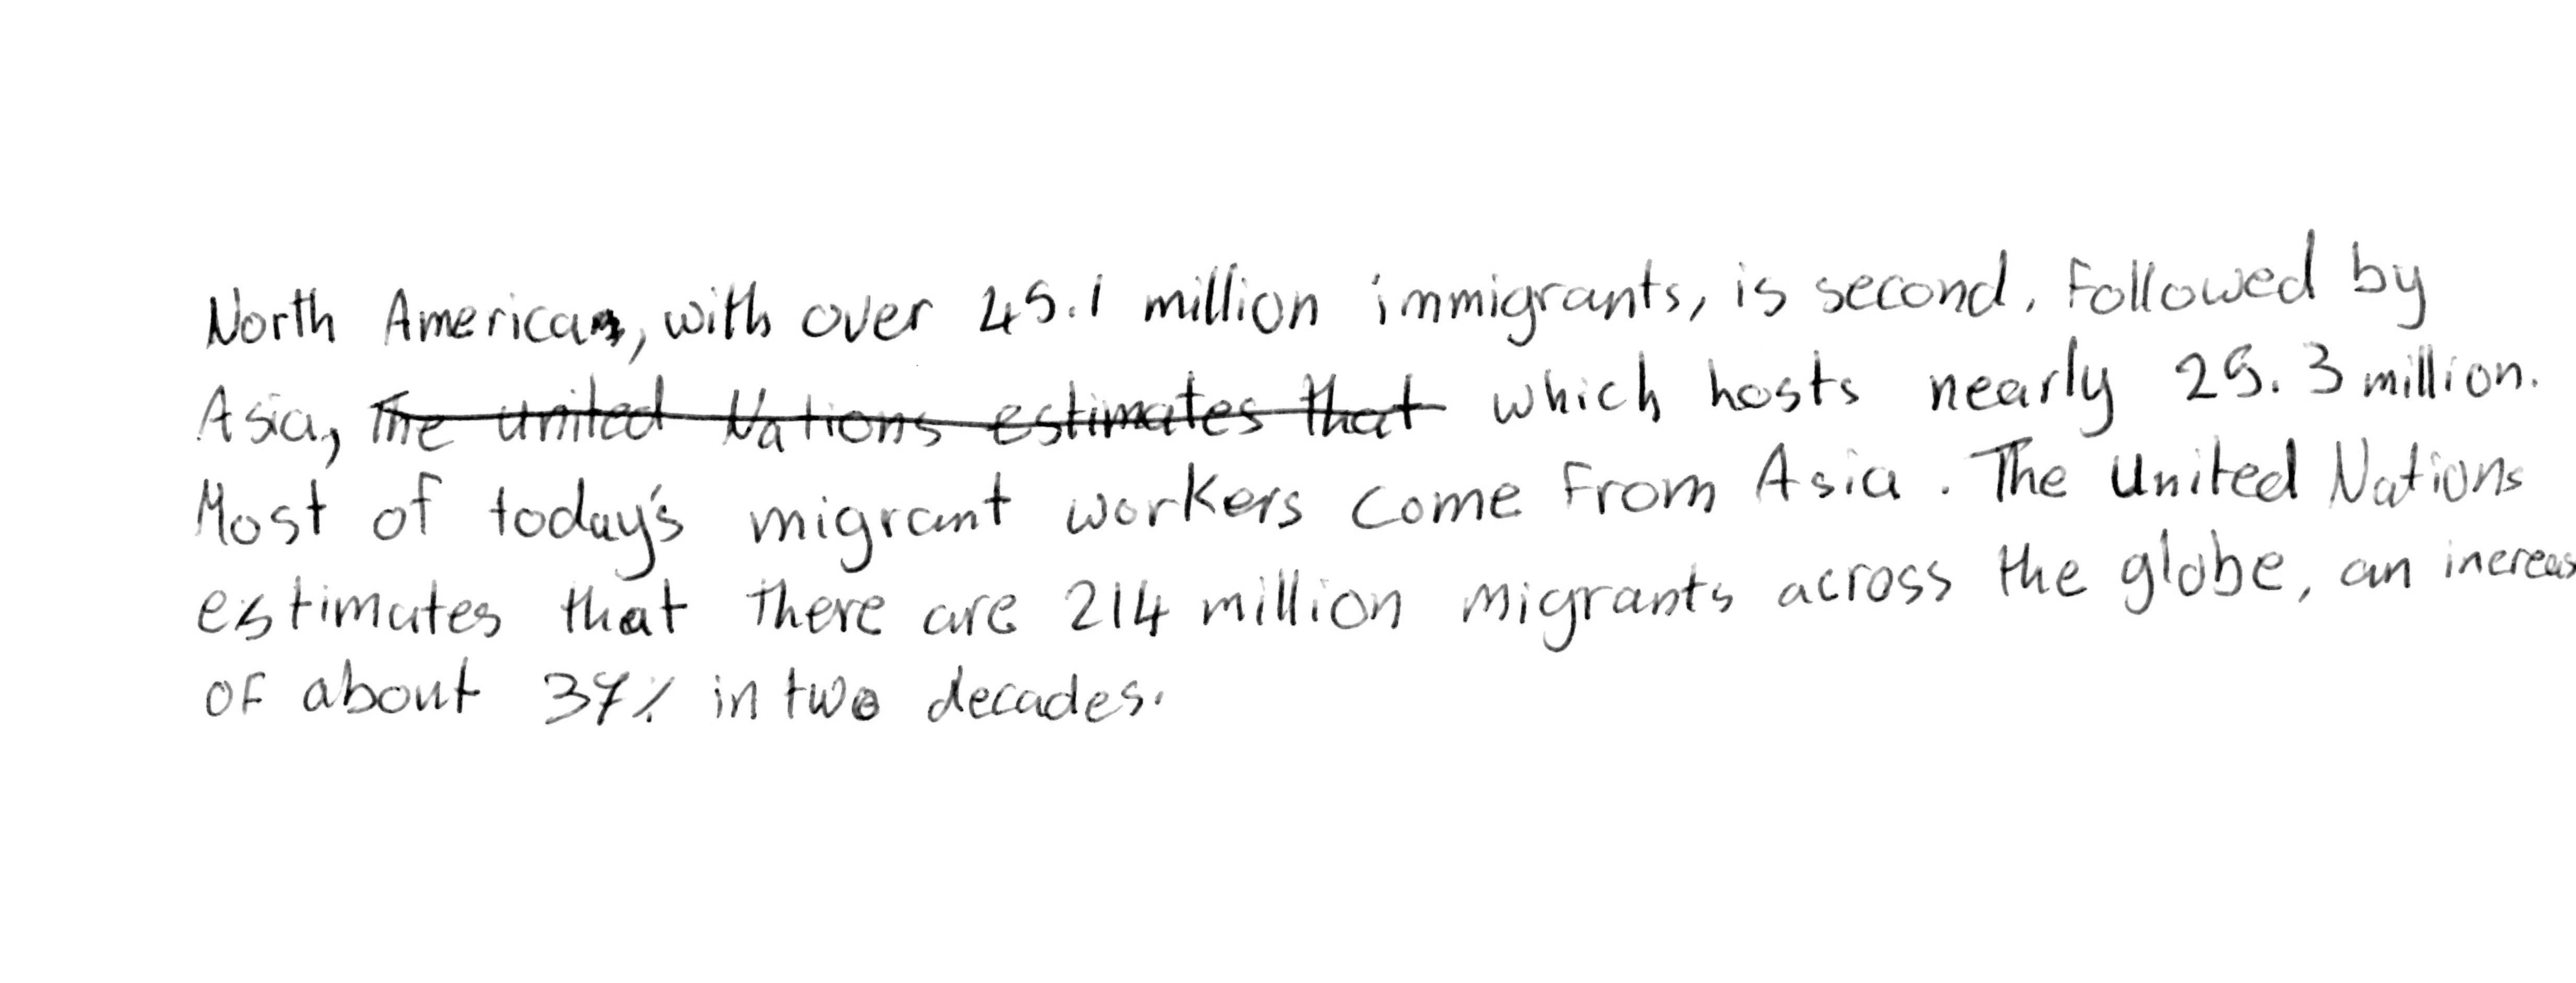 North America, with over 45.1 million immigrants, is second, followed by
Asia, ~~The united Nations estimates that~~ which hosts nearly 25.3 million.
Most of today's migrant workers come from Asia. The United Nations
estimates that there are 214 million migrants across the globe, an increas
of about 37% in two decades.